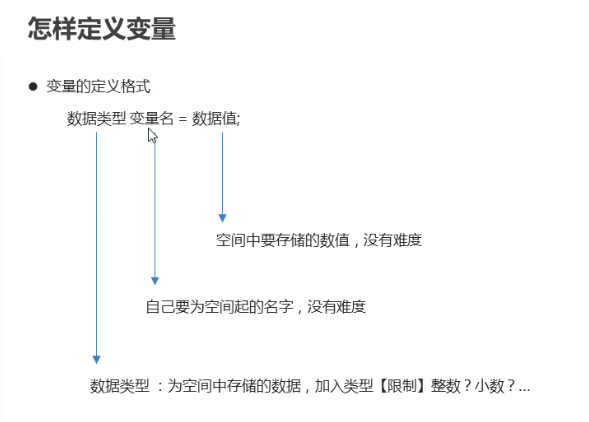 怎样定义变量
● 变量的定义格式
数据类型 变量名 = 数据值;
空间中要存储的数值，没有难度
自己要为空间起的名字，没有难度
数据类型 ：为空间中存储的数据，加入类型【限制】整数？小数？...